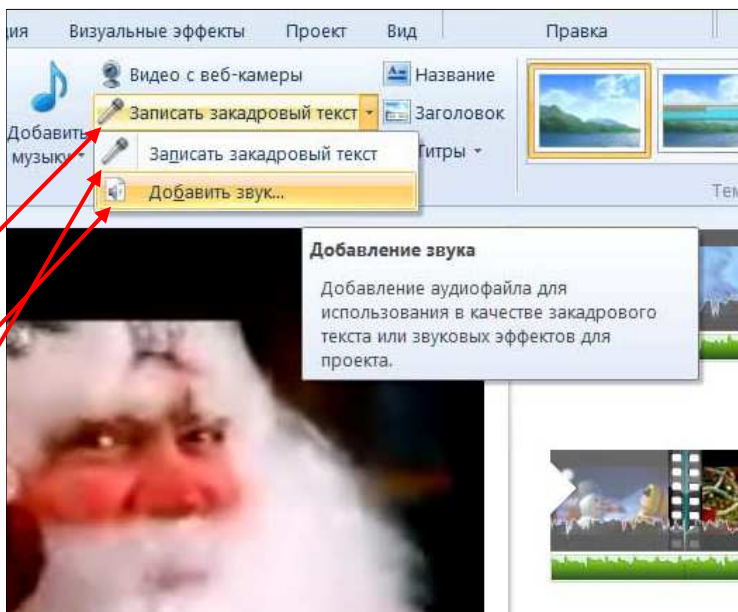 ия Визуальные эффекты Проект Вид Правка
Видео с веб-камеры Название
Добавить музыку Записать закадровый текст Заголовок
Записать закадровый текст Титры
Добавить звук...
Тем
Добавление звука
Добавление аудиофайла для
использования в качестве закадрового
текста или звуковых эффектов для
проекта.